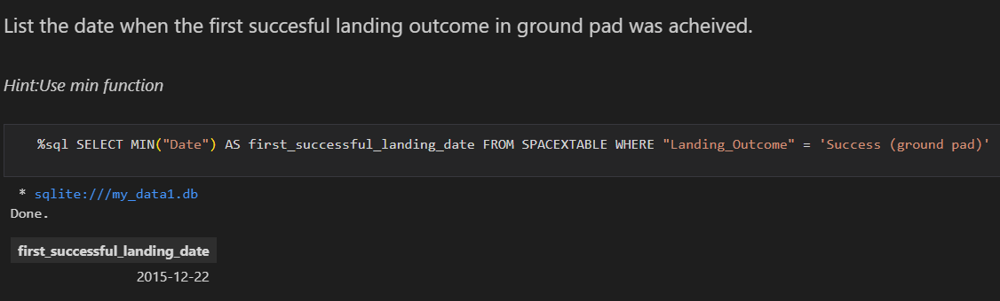 List the date when the first succesful landing outcome in ground pad was acheived.
Hint:Use min function
%sql SELECT MIN("Date") AS first_successful_landing_date FROM SPACEXTABLE WHERE "Landing_Outcome" = 'Success (ground pad)'
* sqlite:///my_data1.db
Done.
first_successful_landing_date
2015-12-22